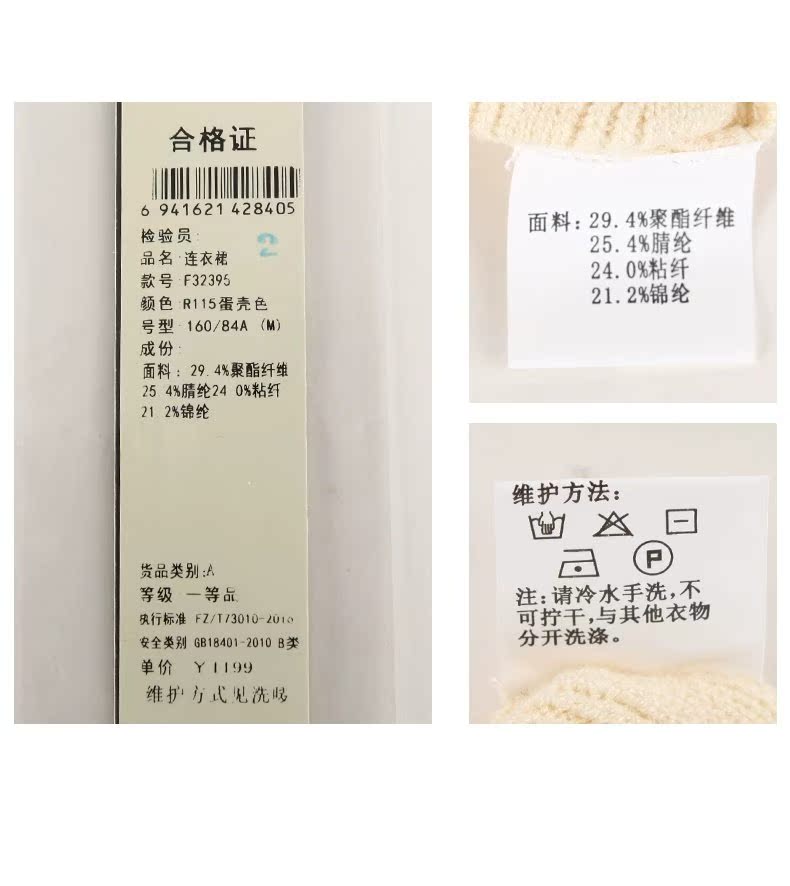 合格证
6 941621 428405
检验员:
2
品名:连衣裙
款号:F32395
颜色:R115蛋壳色
号型:160/84A (M)
成份:
面料: 29.4%聚酯纤维
25.4%腈纶24.0%粘纤
21.2%锦纶
货品类别:A
等级 一等品
执行标准 FZ/T73010-2016
安全类别 GB18401-2010 B类
单价 ￥1199
维护方式见洗唛
面料:29.4%聚酯纤维
25.4%腈纶
24.0%粘纤
21.2%锦纶
维护方法:
P
注:请冷水手洗,不
可拧干,与其他衣物
分开洗涤。